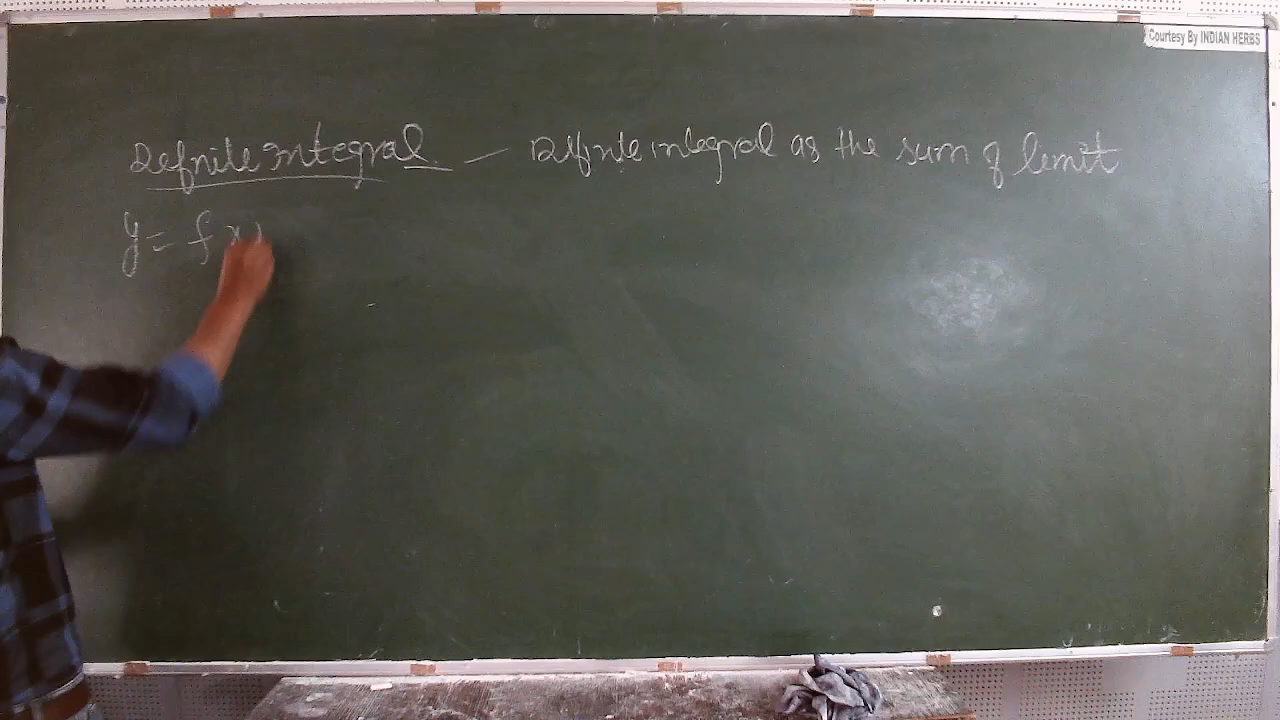 Courtesy By INDIAN HERBS
Definite Integral — Definite integral as the sum of limit
y = f x)